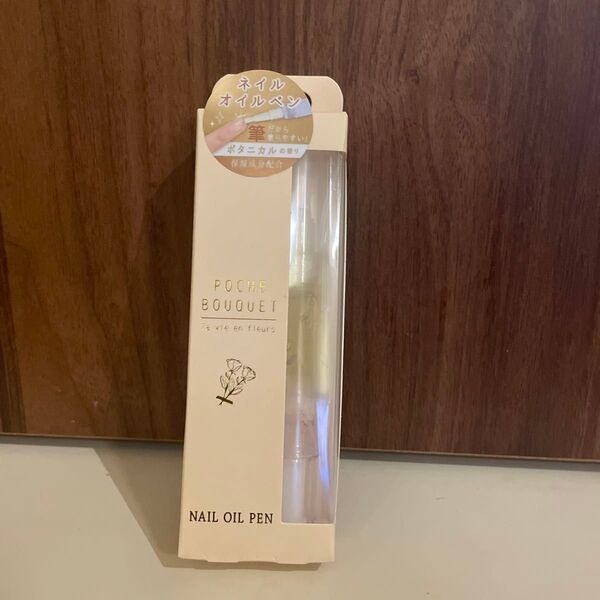 ネイル
オイルペン
筆だから
塗りやすい!
ボタニカルの香り
保湿成分配合
POCHE
BOUQUET
La vie en fleurs
NAIL OIL PEN